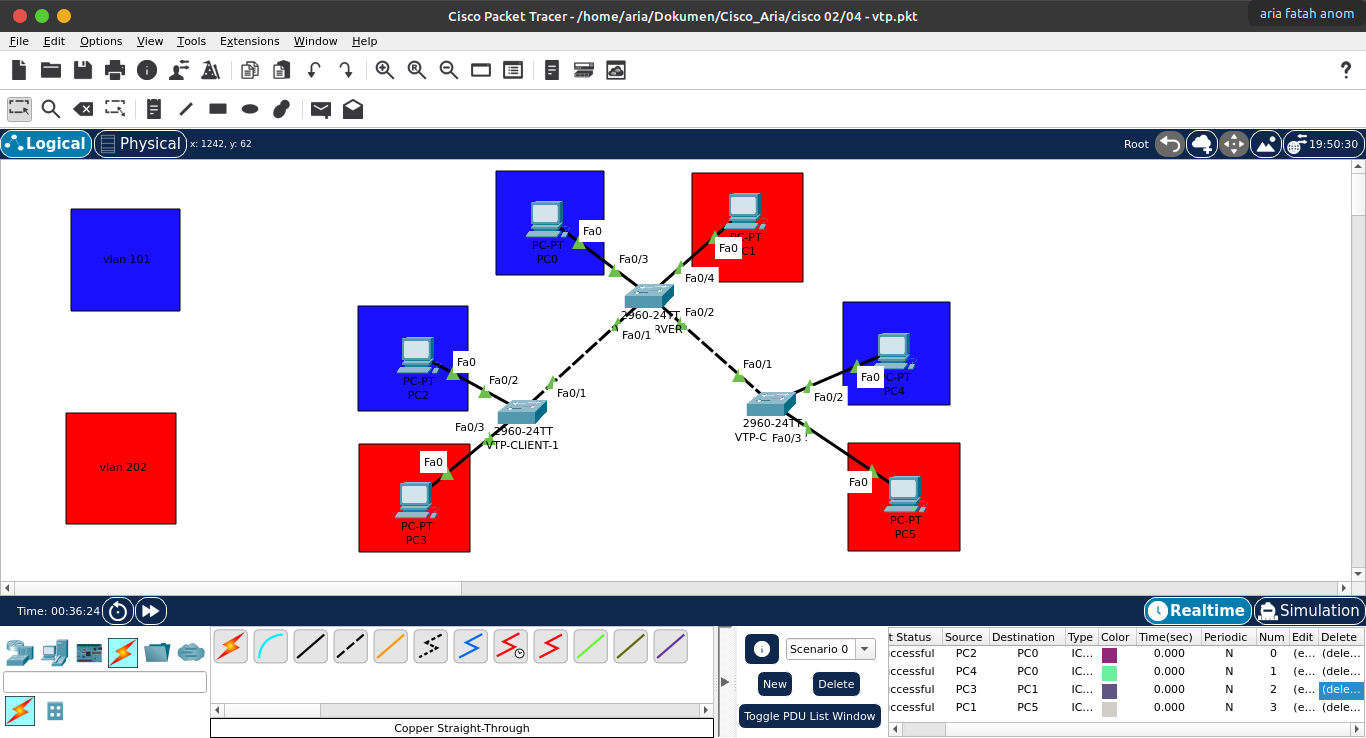 Cisco Packet Tracer - /home/aria/Dokumen/Cisco_Aria/cisco 02/04 - vtp.pkt
aria fatah anom
File Edit Options View Tools Extensions Window Help
Logical Physical x: 1242, y: 62 Root 19:50:30
vlan 101
vlan 202
Fa0
PC-PT
PC0
Fa0/3
Fa0
PC-PT
C1
Fa0/4
2960-24TT
RVER
Fa0/1
Fa0/2
Fa0
PC-PT
PC2
Fa0/2
Fa0/1
Fa0/3
2960-24TT
VTP-CLIENT-1
Fa0
PC-PT
PC3
Fa0/1
Fa0/2
2960-24TT
VTP-C Fa0/3
Fa0
C-PT
PC4
Fa0
PC-PT
PC5
Time: 00:36:24 Realtime Simulation
Scenario 0
New Delete
Toggle PDU List Window
Copper Straight-Through
t Status Source Destination Type Color Time(sec) Periodic Num Edit Delete
ccessful PC2 PC0 IC... 0.000 N 0 (e... (dele...
ccessful PC4 PC0 IC... 0.000 N 1 (e... (dele...
ccessful PC3 PC1 IC... 0.000 N 2 (e... (dele...
ccessful PC1 PC5 IC... 0.000 N 3 (e... (dele...